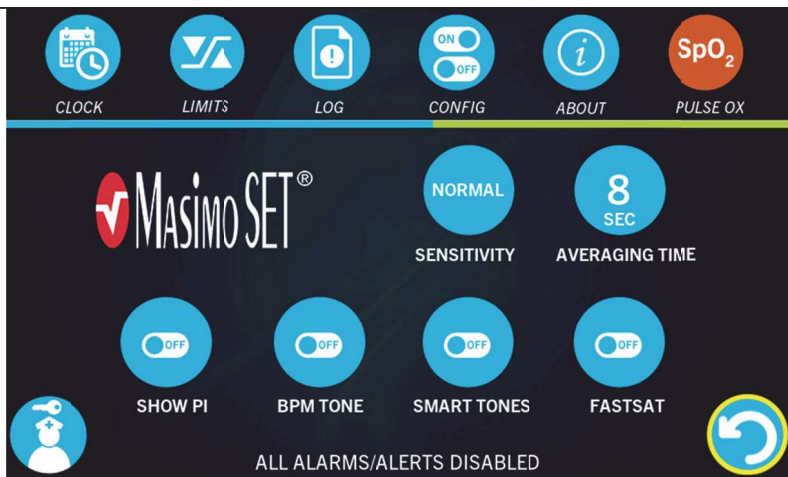 ON
OFF
i
SpO₂
CLOCK
LIMITS
LOG
CONFIG
ABOUT
PULSE OX
Masimo SET®
NORMAL
8
SEC
SENSITIVITY
AVERAGING TIME
OFF
OFF
OFF
OFF
SHOW PI
BPM TONE
SMART TONES
FASTSAT
ALL ALARMS/ALERTS DISABLED